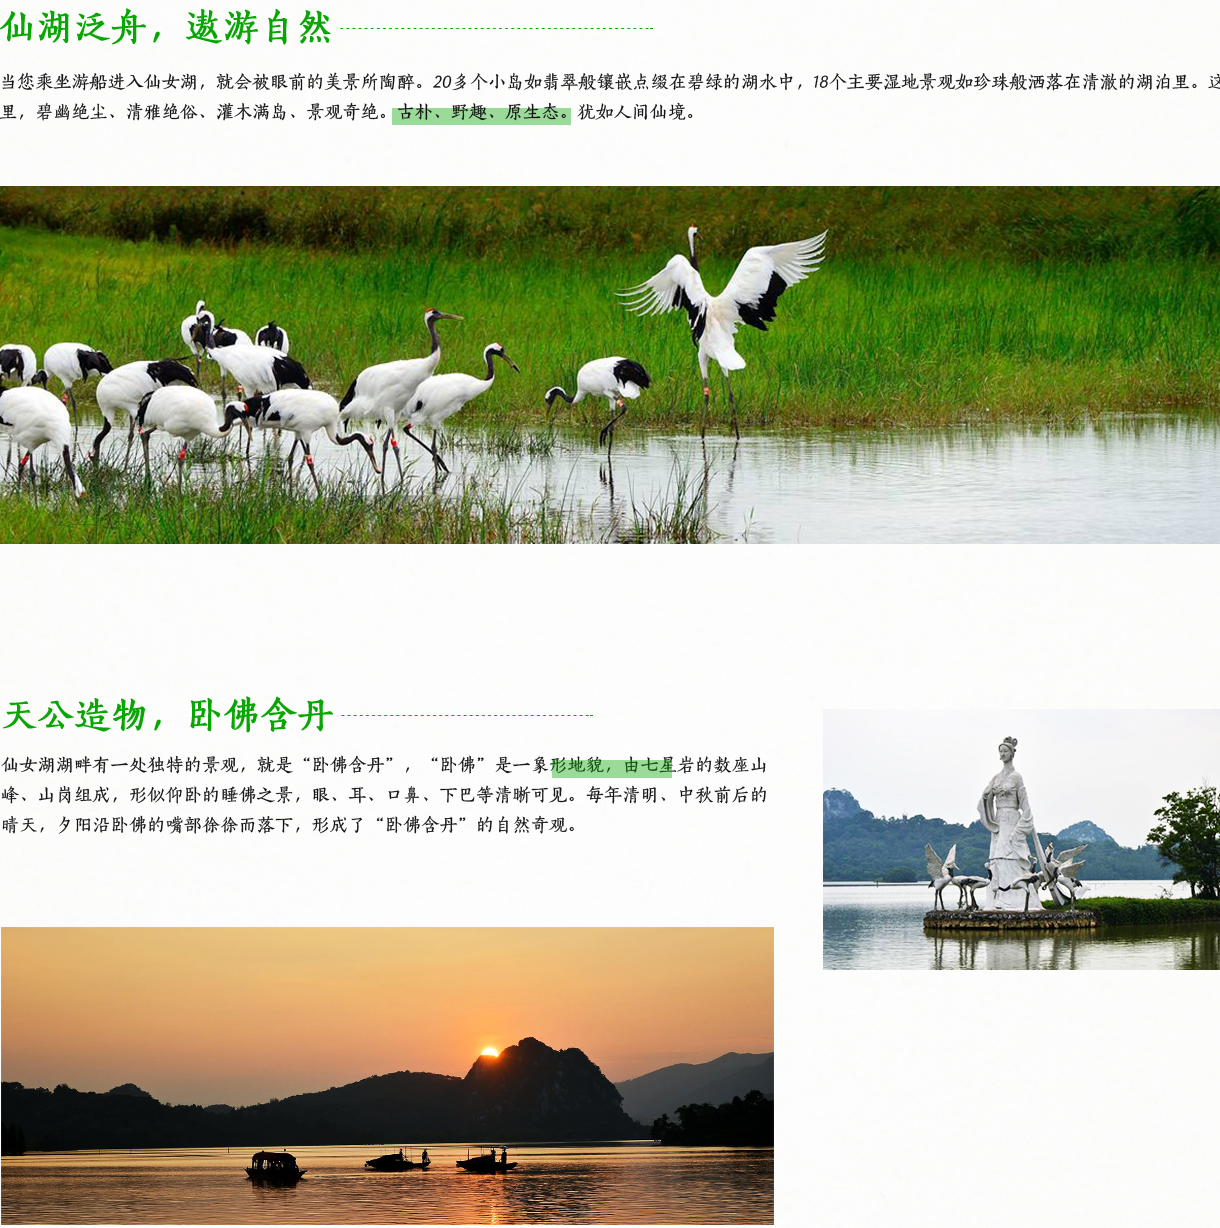 仙湖泛舟，遨游自然
当您乘坐游船进入仙女湖，就会被眼前的美景所陶醉。20多个小岛如翡翠般镶嵌点缀在碧绿的湖水中，18个主要湿地景观如珍珠般洒落在清澈的湖泊里。这
里，碧幽绝尘、清雅绝俗、灌木满岛、景观奇绝。古朴、野趣、原生态。犹如人间仙境。
天公造物，卧佛含丹
仙女湖湖畔有一处独特的景观，就是“卧佛含丹”，“卧佛”是一象形地貌，由七星岩的数座山
峰、山岗组成，形似仰卧的睡佛之景，眼、耳、口鼻、下巴等清晰可见。每年清明、中秋前后的
晴天，夕阳沿卧佛的嘴部徐徐而落下，形成了“卧佛含丹”的自然奇观。